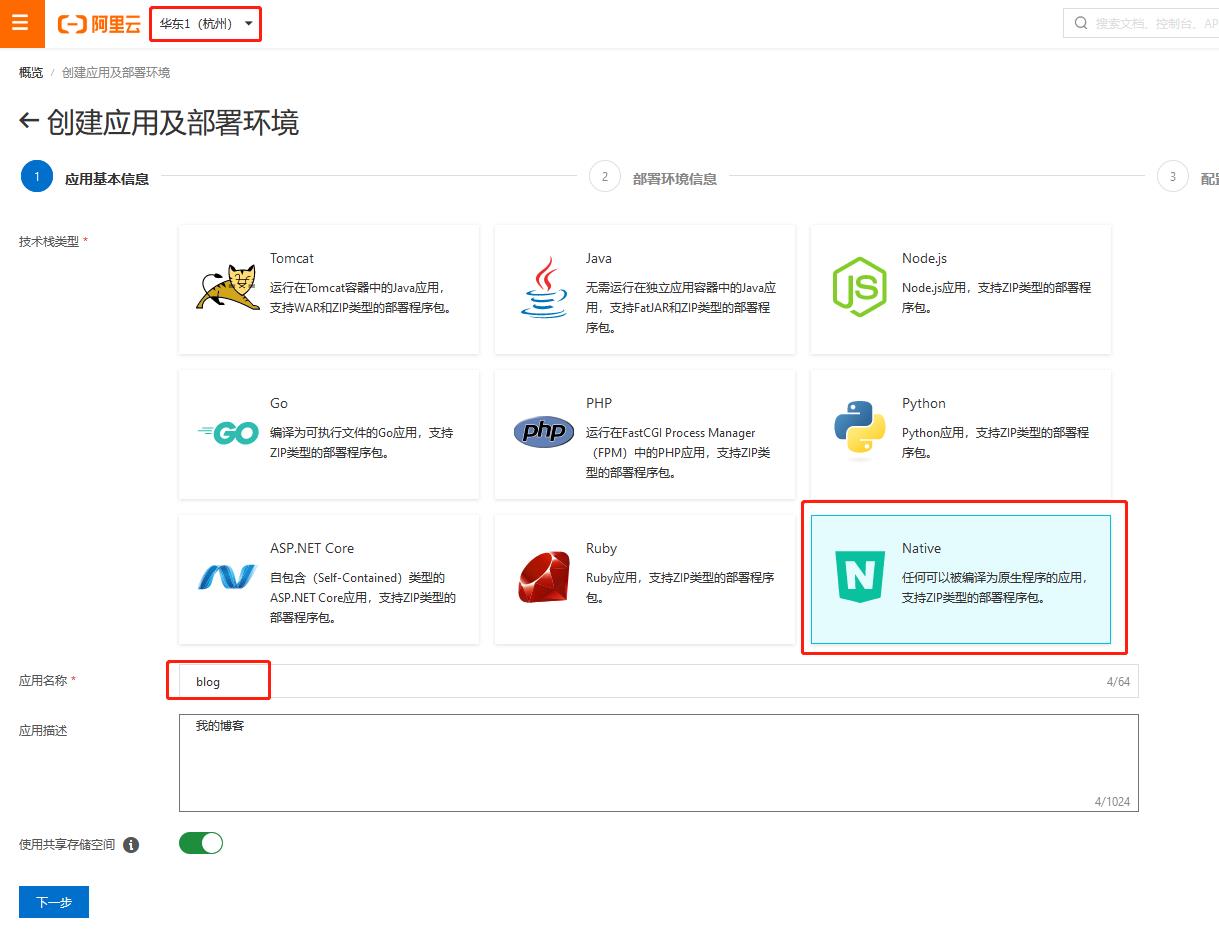 阿里云
华东1（杭州）
搜索文档、控制台、AP
概览 / 创建应用及部署环境
← 创建应用及部署环境
1 应用基本信息
2 部署环境信息
3 配置
技术栈类型 *
Tomcat
运行在Tomcat容器中的Java应用，
支持WAR和ZIP类型的部署程序包。
Java
无需运行在独立应用容器中的Java应
用，支持FatJAR和ZIP类型的部署程
序包。
JS
Node.js
Node.js应用，支持ZIP类型的部署程
序包。
GO
Go
编译为可执行文件的Go应用，支持
ZIP类型的部署程序包。
php
PHP
运行在FastCGI Process Manager
（FPM）中的PHP应用，支持ZIP类
型的部署程序包。
Python
Python应用，支持ZIP类型的部署程
序包。
ASP.NET Core
自包含（Self-Contained）类型的
ASP.NET Core应用，支持ZIP类型的
部署程序包。
Ruby
Ruby应用，支持ZIP类型的部署程序
包。
N
Native
任何可以被编译为原生程序的应用，
支持ZIP类型的部署程序包。
应用名称 *
blog
4/64
应用描述
我的博客
4/1024
使用共享存储空间 i
下一步